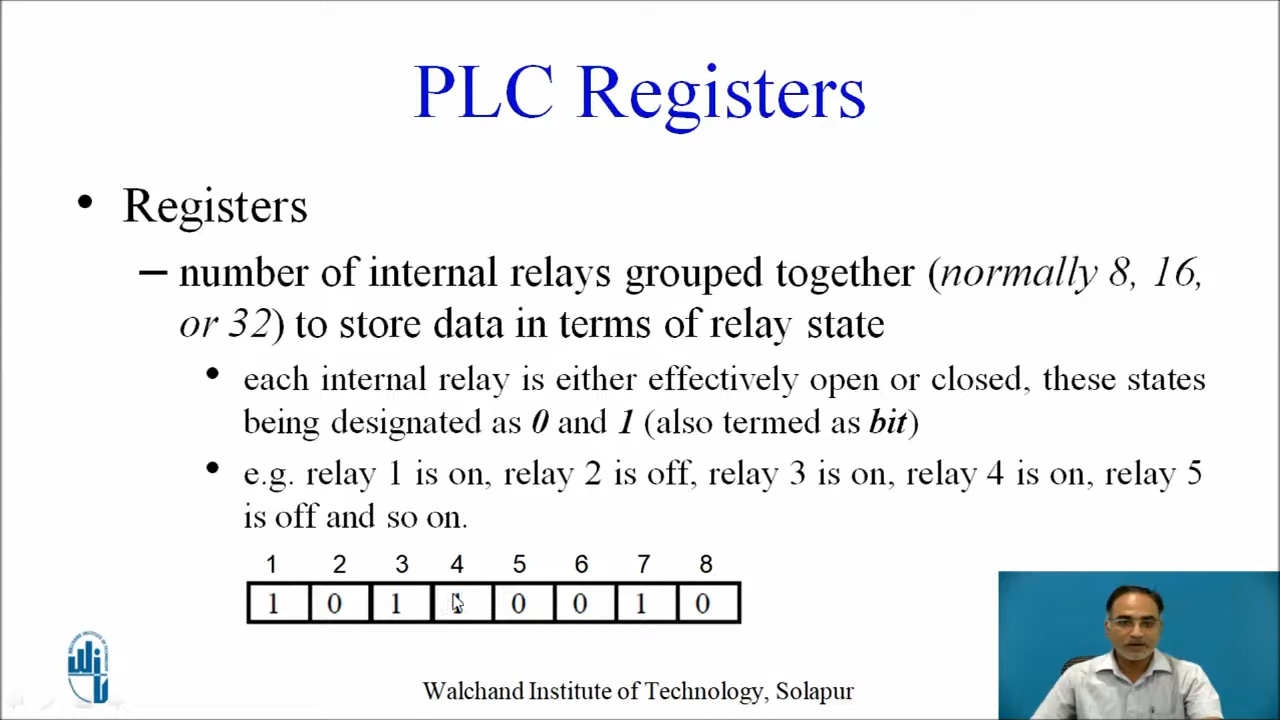 PLC Registers
• Registers
– number of internal relays grouped together (normally 8, 16,
or 32) to store data in terms of relay state
• each internal relay is either effectively open or closed, these states
being designated as 0 and 1 (also termed as bit)
• e.g. relay 1 is on, relay 2 is off, relay 3 is on, relay 4 is on, relay 5
is off and so on.
1 2 3 4 5 6 7 8
1 0 1 1 0 0 1 0
Walchand Institute of Technology, Solapur